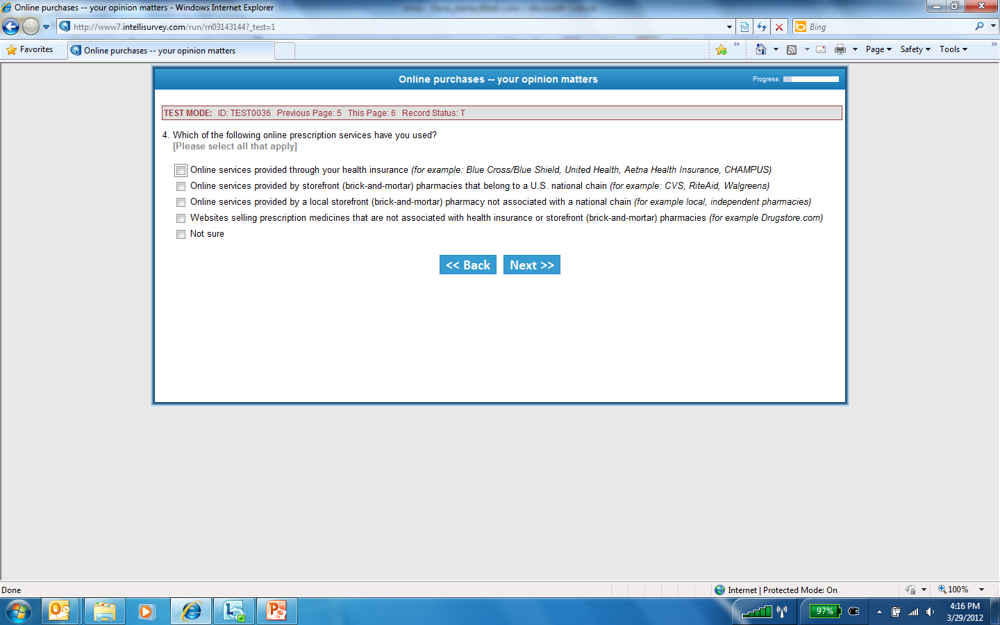 Online purchases -- your opinion matters - Windows Internet Explorer
http://www7.intellisurvey.com/run/rn03143144?_test=1
Bing
Favorites
Online purchases -- your opinion matters
Page
Safety
Tools
Online purchases -- your opinion matters
Progress:
TEST MODE: ID: TEST0036 Previous Page: 5 This Page: 6 Record Status: T
4. Which of the following online prescription services have you used?
[Please select all that apply]
Online services provided through your health insurance (for example: Blue Cross/Blue Shield, United Health, Aetna Health Insurance, CHAMPUS)
Online services provided by storefront (brick-and-mortar) pharmacies that belong to a U.S. national chain (for example: CVS, RiteAid, Walgreens)
Online services provided by a local storefront (brick-and-mortar) pharmacy not associated with a national chain (for example local, independent pharmacies)
Websites selling prescription medicines that are not associated with health insurance or storefront (brick-and-mortar) pharmacies (for example Drugstore.com)
Not sure
<< Back Next >>
Done
Internet | Protected Mode: On
100%
97%
4:16 PM
3/29/2012